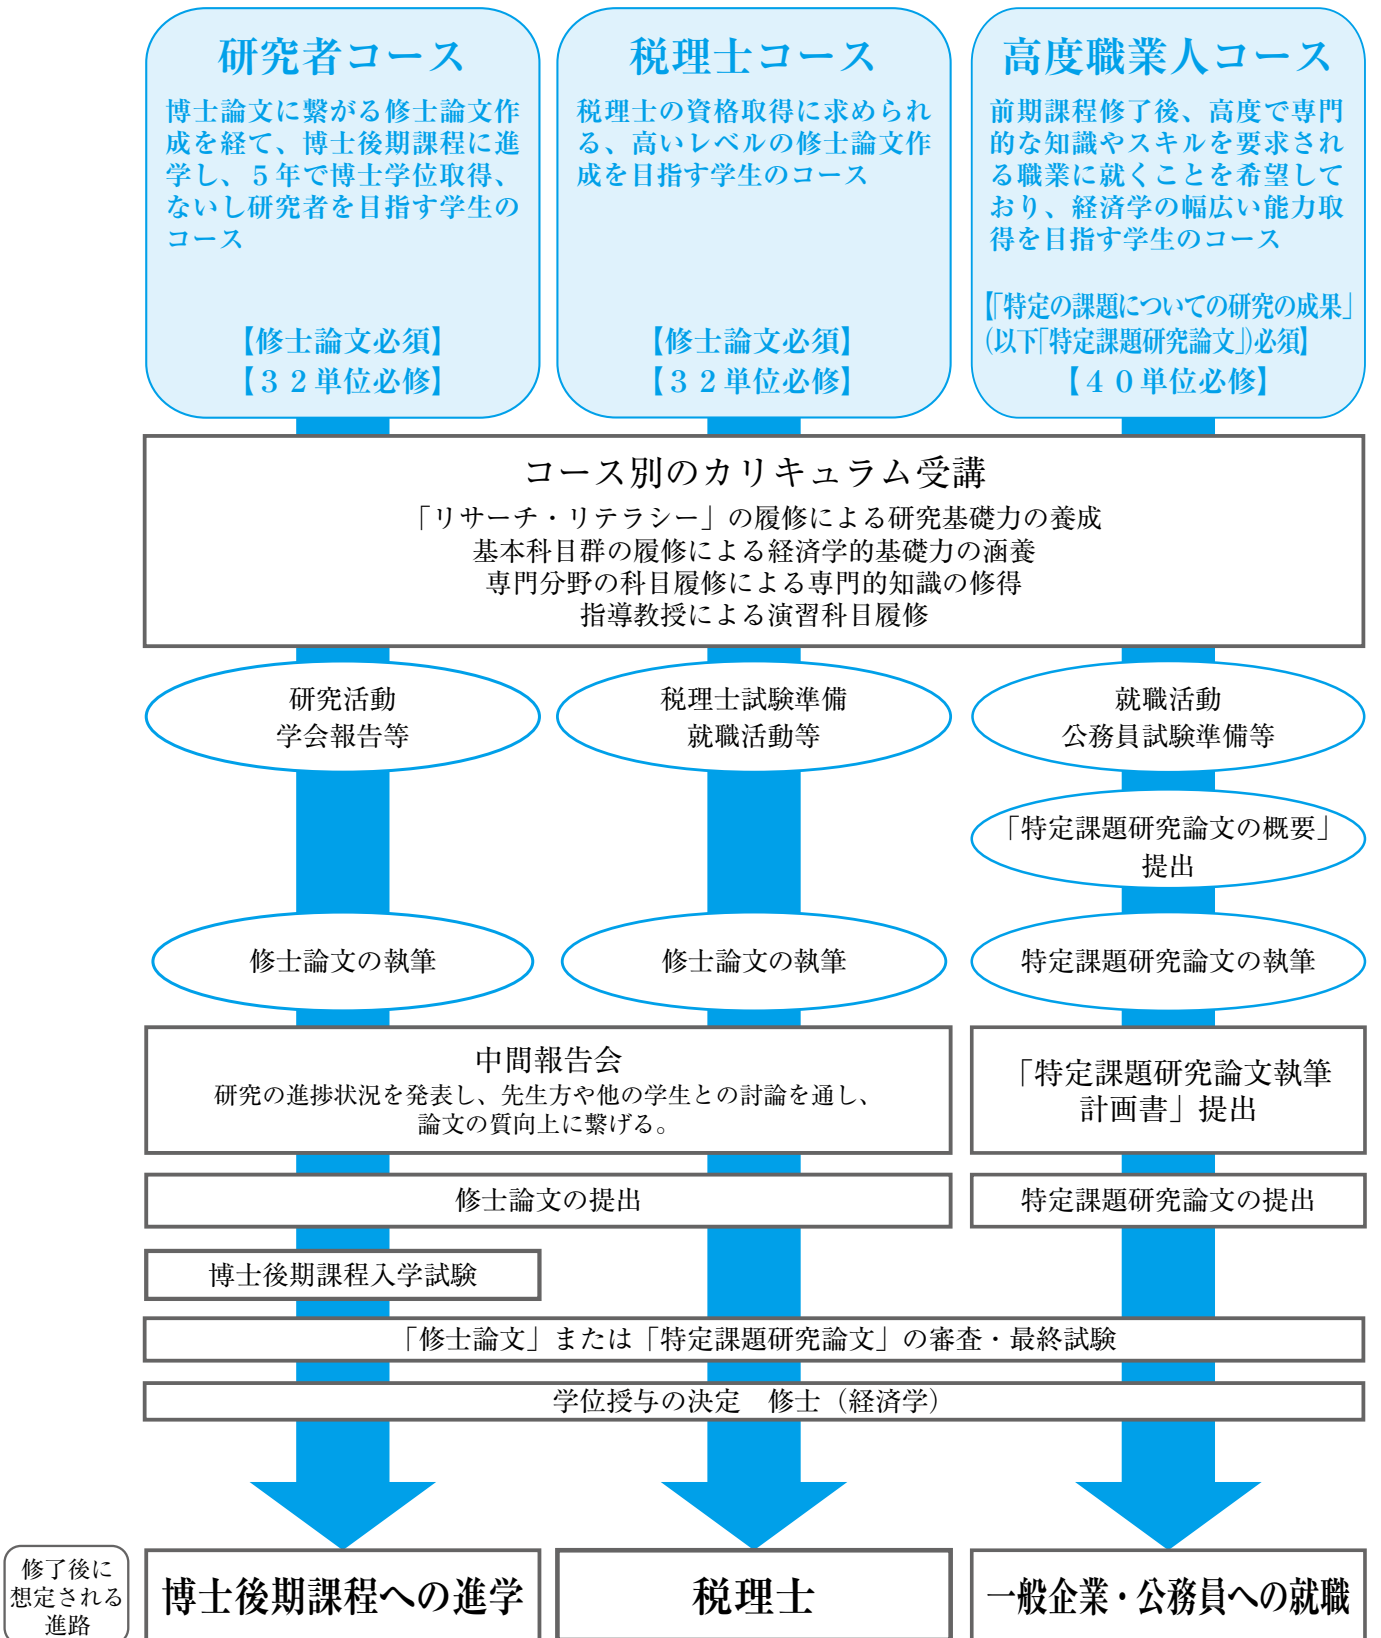 研究者コース
博士論文に繋がる修士論文作
成を経て、博士後期課程に進
学し、５年で博士学位取得、
ないし研究者を目指す学生の
コース
【修士論文必須】
【３２単位必修】
税理士コース
税理士の資格取得に求められ
る、高いレベルの修士論文作
成を目指す学生のコース
【修士論文必須】
【３２単位必修】
高度職業人コース
前期課程修了後、高度で専門
的な知識やスキルを要求され
る職業に就くことを希望して
おり、経済学の幅広い能力取
得を目指す学生のコース
【「特定の課題についての研究の成果」
（以下「特定課題研究論文」）必須】
【４０単位必修】
コース別のカリキュラム受講
「リサーチ・リテラシー」の履修による研究基礎力の養成
基本科目群の履修による経済学的基礎力の涵養
専門分野の科目履修による専門的知識の修得
指導教授による演習科目履修
研究活動
学会報告等
税理士試験準備
就職活動等
就職活動
公務員試験準備等
「特定課題研究論文の概要」
提出
修士論文の執筆
修士論文の執筆
特定課題研究論文の執筆
中間報告会
研究の進捗状況を発表し、先生方や他の学生との討論を通し、
論文の質向上に繋げる。
「特定課題研究論文執筆
計画書」提出
修士論文の提出
特定課題研究論文の提出
博士後期課程入学試験
「修士論文」または「特定課題研究論文」の審査・最終試験
学位授与の決定　修士（経済学）
修了後に
想定される
進路
博士後期課程への進学
税理士
一般企業・公務員への就職